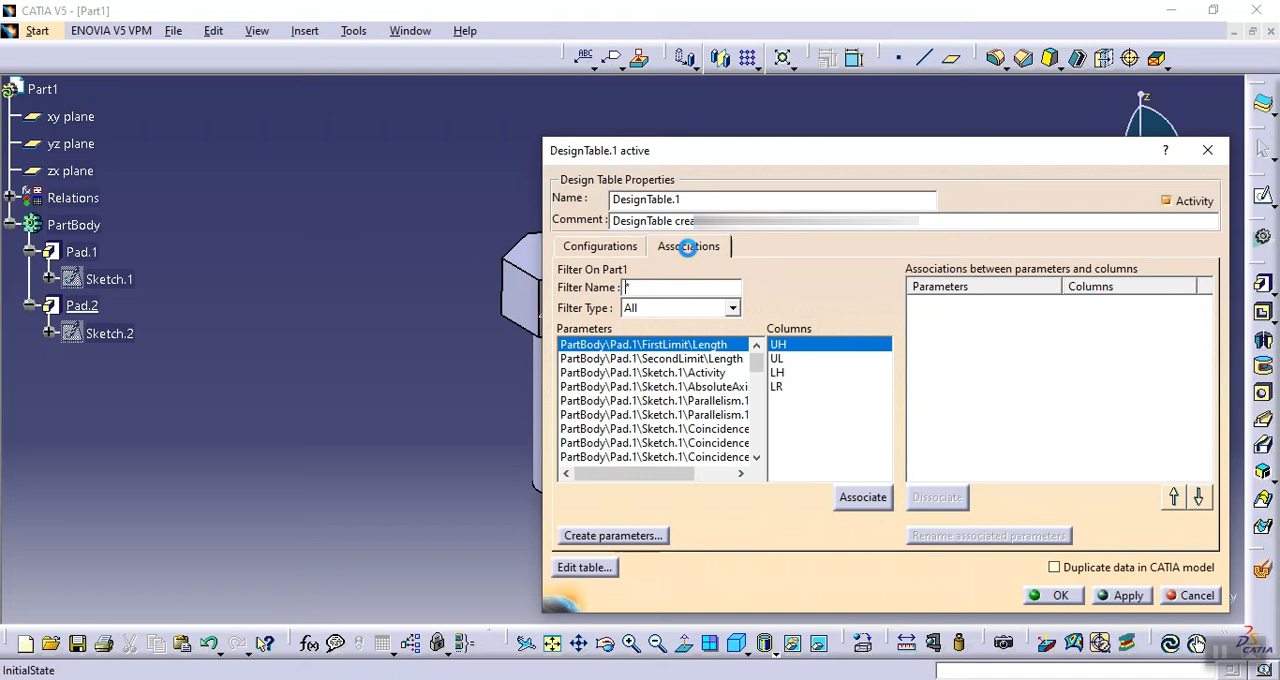 CATIA V5 - [Part1]
Start ENOVIA V5 VPM File Edit View Insert Tools Window Help
ABC
Part1
xy plane
yz plane
zx plane
Relations
PartBody
Pad.1
Sketch.1
Pad.2
Sketch.2
z
DesignTable.1 active
?
Design Table Properties
Name : DesignTable.1
Activity
Comment : DesignTable crea
Configurations Associations
Filter On Part1
Filter Name : *
Filter Type : All
Parameters
PartBody\Pad.1\FirstLimit\Length
PartBody\Pad.1\SecondLimit\Length
PartBody\Pad.1\Sketch.1\Activity
PartBody\Pad.1\Sketch.1\AbsoluteAxi
PartBody\Pad.1\Sketch.1\Parallelism.1
PartBody\Pad.1\Sketch.1\Parallelism.1
PartBody\Pad.1\Sketch.1\Coincidence
PartBody\Pad.1\Sketch.1\Coincidence
PartBody\Pad.1\Sketch.1\Coincidence
Columns
UH
UL
LH
LR
Associate
Associations between parameters and columns
Parameters Columns
Dissociate
Create parameters...
Rename associated parameters
Edit table...
Duplicate data in CATIA model
OK Apply Cancel
f(x)
CATIA
InitialState